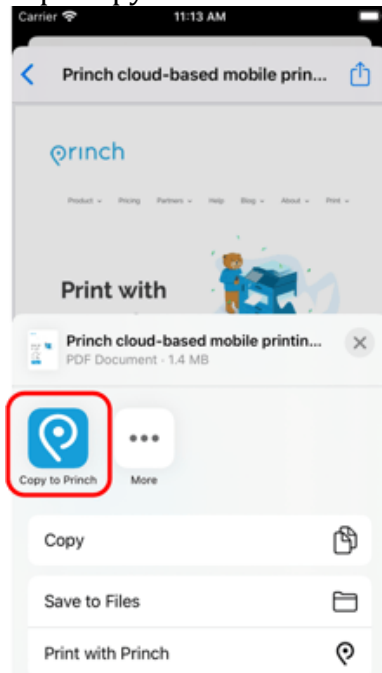 Carrier 11:13 AM
Princh cloud-based mobile prin...
princh
Product Pricing Partners Help Blog About Print
Print with
Princh cloud-based mobile printin...
PDF Document · 1.4 MB
Copy to Princh
More
Copy
Save to Files
Print with Princh